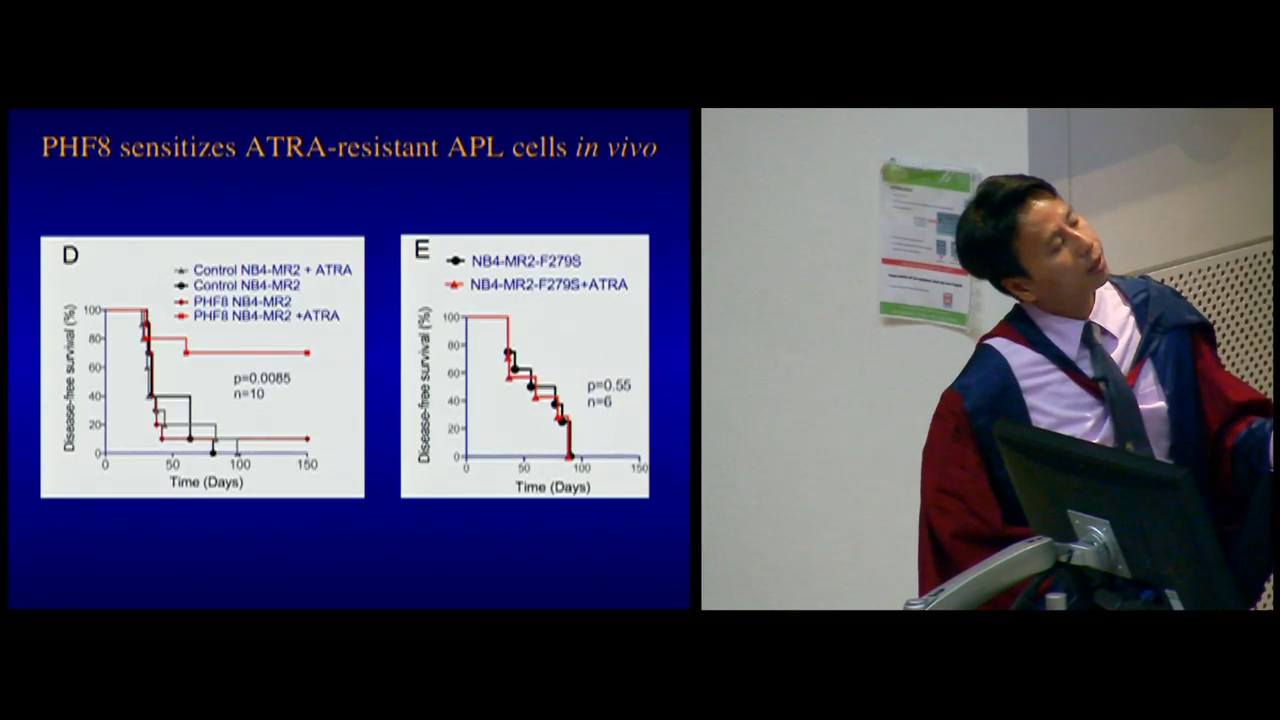 PHF8 sensitizes ATRA-resistant APL cells in vivo
D
Control NB4-MR2 + ATRA
Control NB4-MR2
PHF8 NB4-MR2
PHF8 NB4-MR2 +ATRA
Disease-free survival (%)
100
80
60
40
20
0
p=0.0085
n=10
0 50 100 150
Time (Days)
E
NB4-MR2-F279S
NB4-MR2-F279S+ATRA
Disease-free survival (%)
100
80
60
40
20
0
p=0.55
n=6
0 50 100 150
Time (Days)